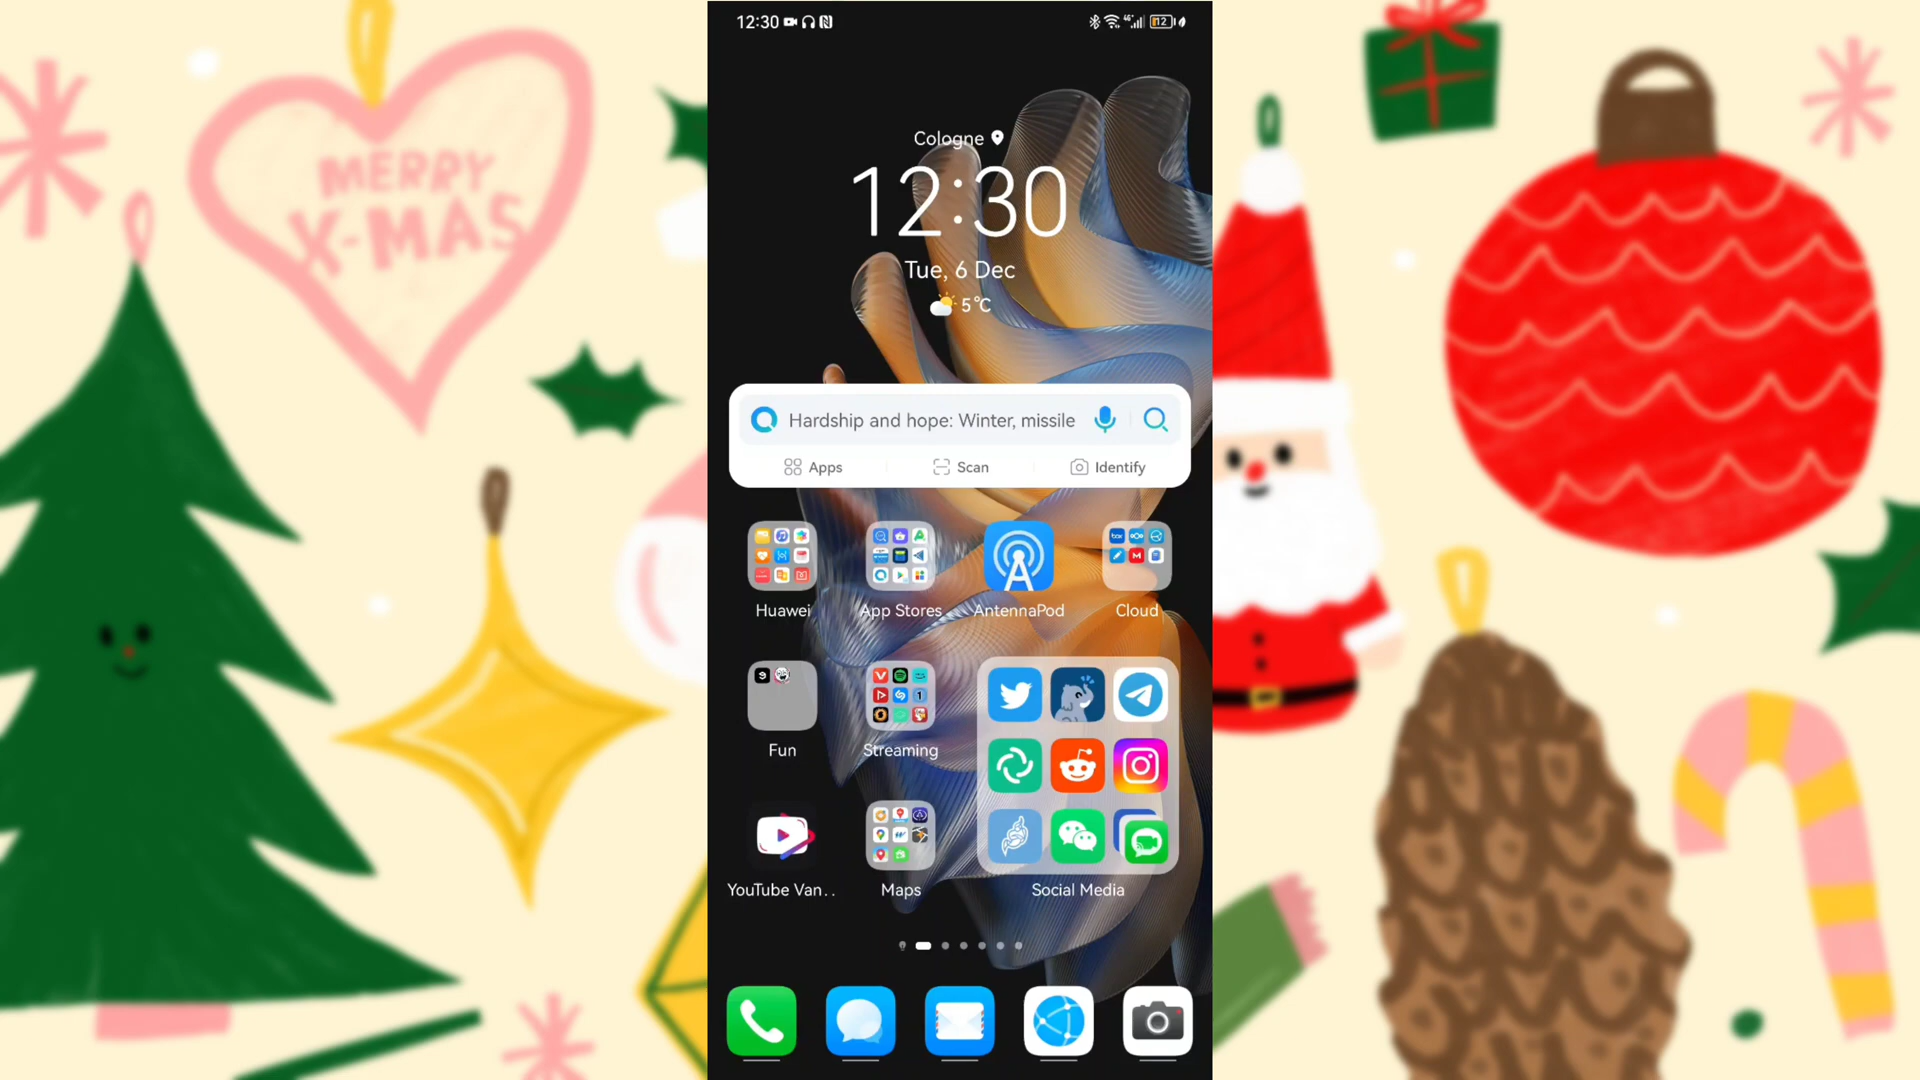 MERRY
X-MAS
12:30
4G
12
Cologne
12:30
Tue, 6 Dec
5°C
Hardship and hope: Winter, missile
Apps
Scan
Identify
Huawei
App Stores
AntennaPod
Cloud
Fun
Streaming
YouTube Van..
Maps
Social Media